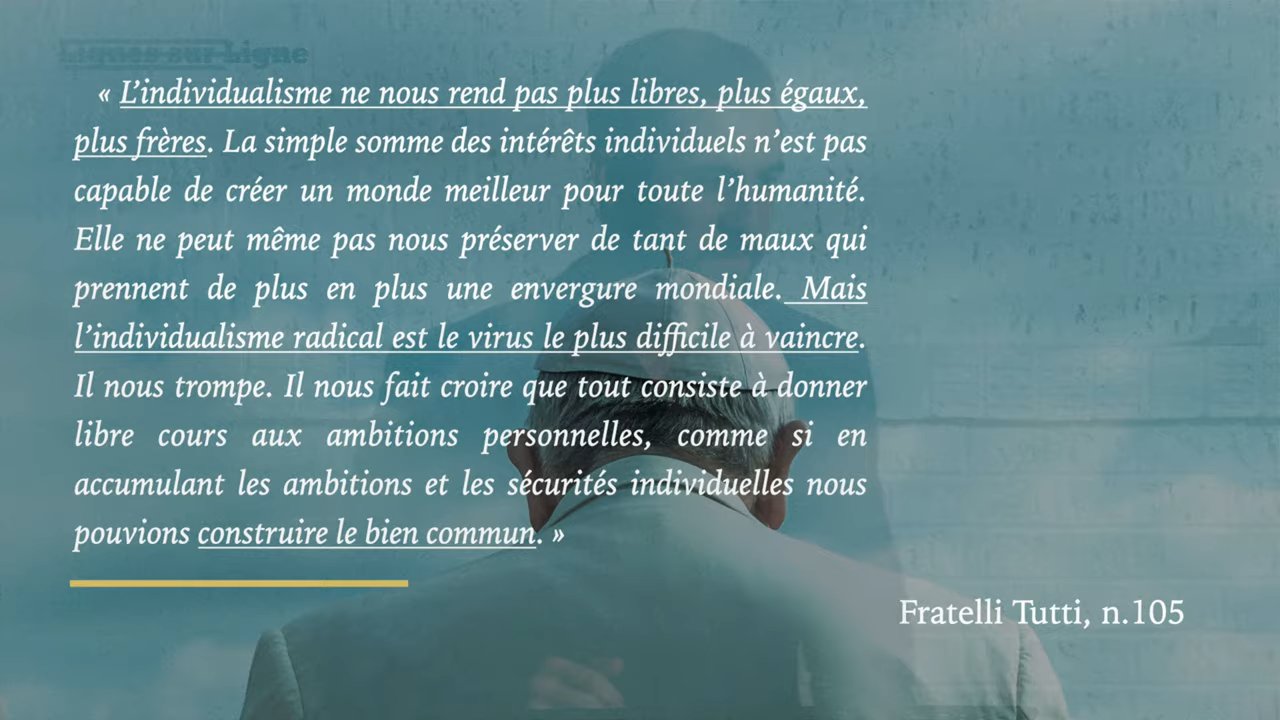 « L’individualisme ne nous rend pas plus libres, plus égaux,
plus frères. La simple somme des intérêts individuels n’est pas
capable de créer un monde meilleur pour toute l’humanité.
Elle ne peut même pas nous préserver de tant de maux qui
prennent de plus en plus une envergure mondiale. Mais
l’individualisme radical est le virus le plus difficile à vaincre.
Il nous trompe. Il nous fait croire que tout consiste à donner
libre cours aux ambitions personnelles, comme si en
accumulant les ambitions et les sécurités individuelles nous
pouvions construire le bien commun. »
Fratelli Tutti, n.105